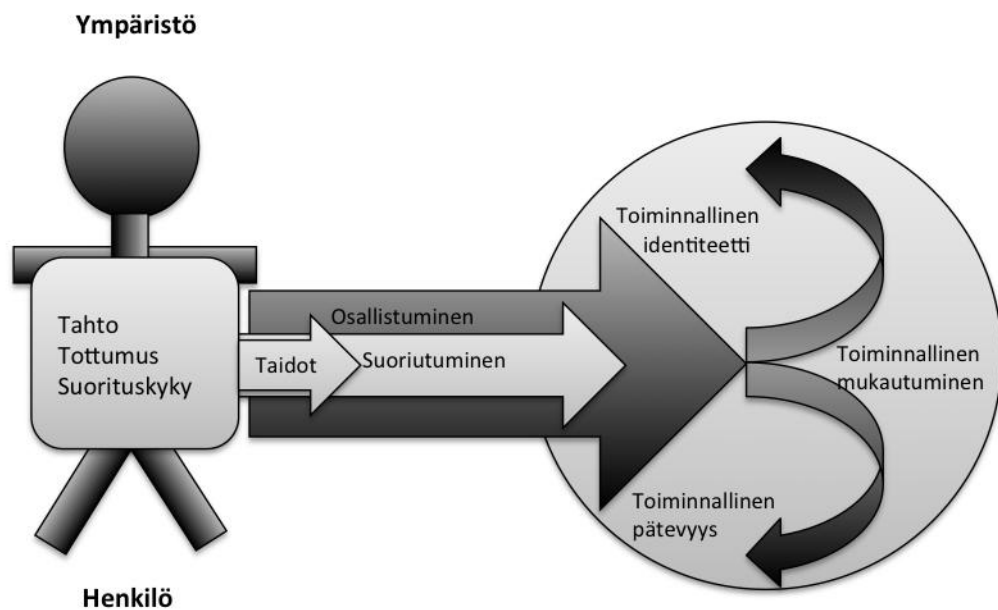 Ympäristö
Tahto
Tottumus
Suorituskyky
Taidot
Osallistuminen
Suoriutuminen
Toiminnallinen
identiteetti
Toiminnallinen
mukautuminen
Toiminnallinen
pätevyys
Henkilö